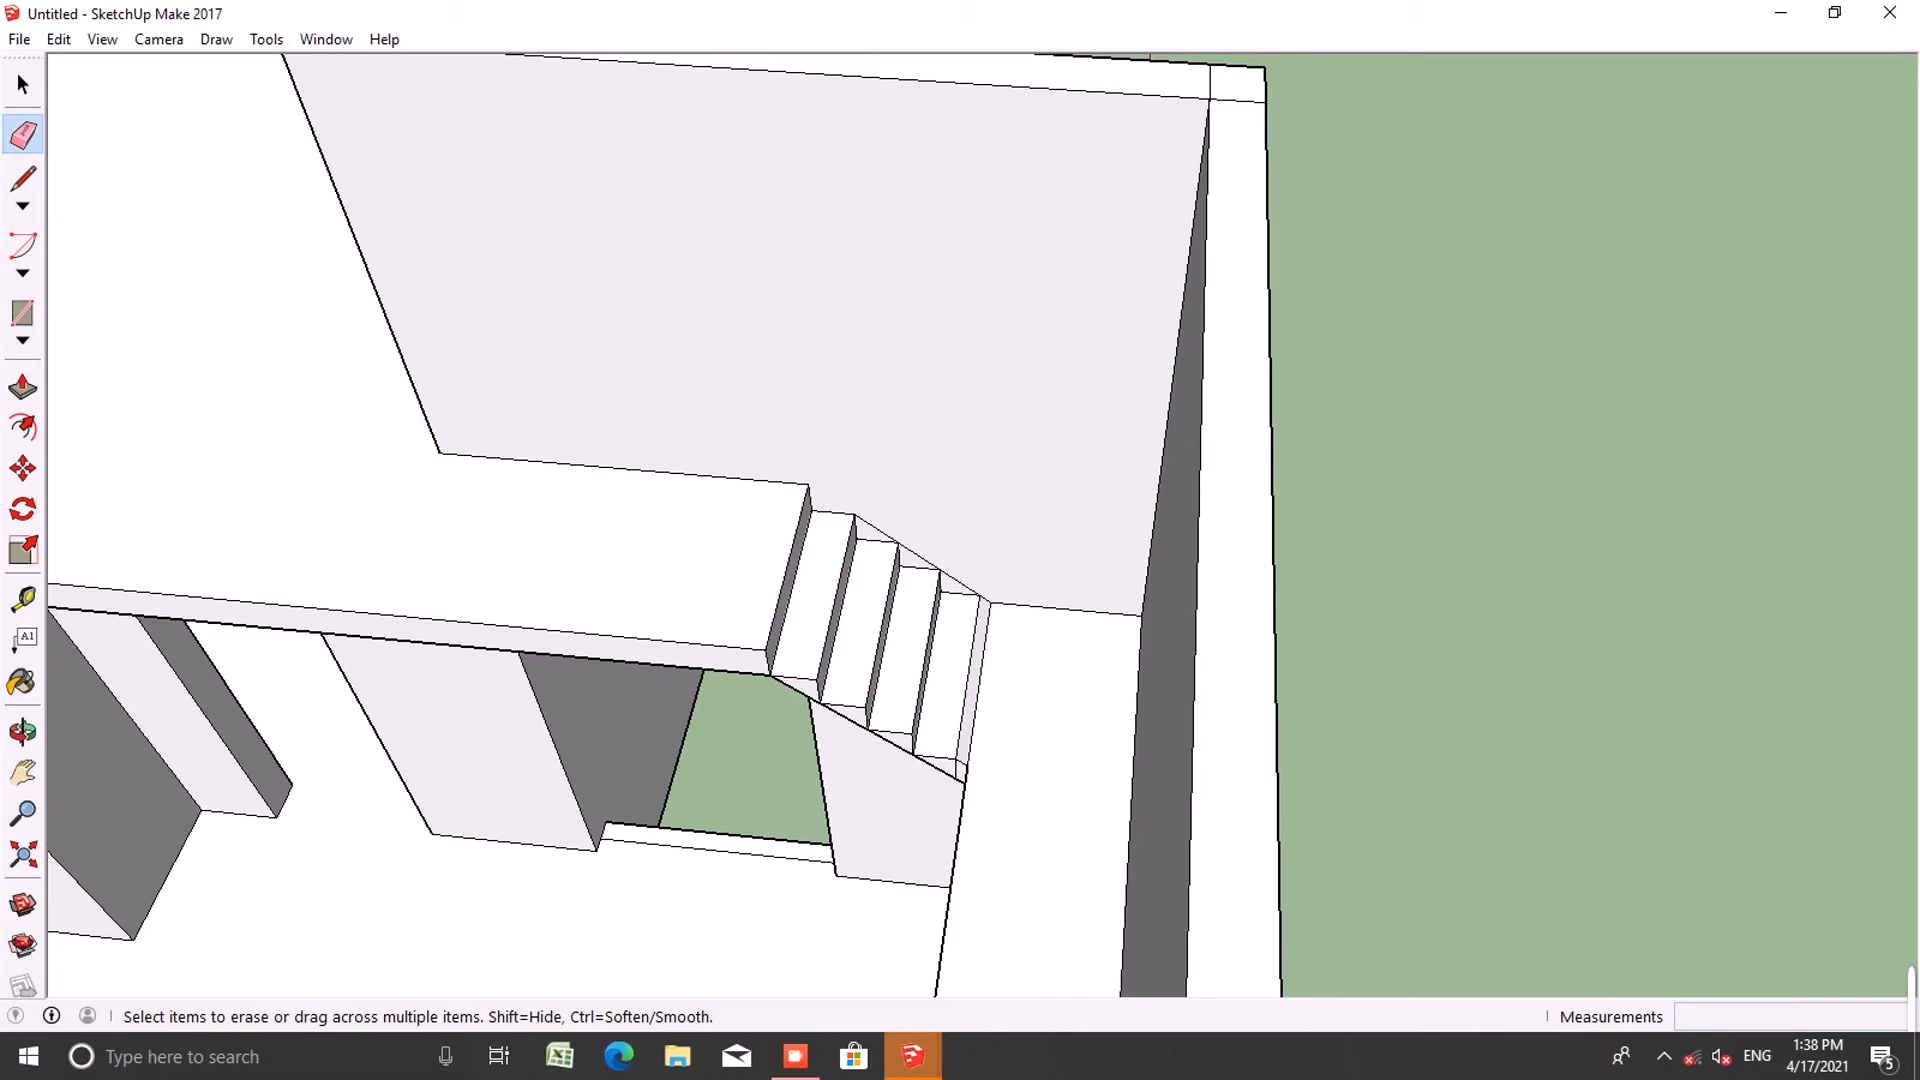 Untitled - SketchUp Make 2017
File Edit View Camera Draw Tools Window Help
A1
Select items to erase or drag across multiple items. Shift=Hide, Ctrl=Soften/Smooth.
Measurements
Type here to search
ENG
1:38 PM
4/17/2021
5